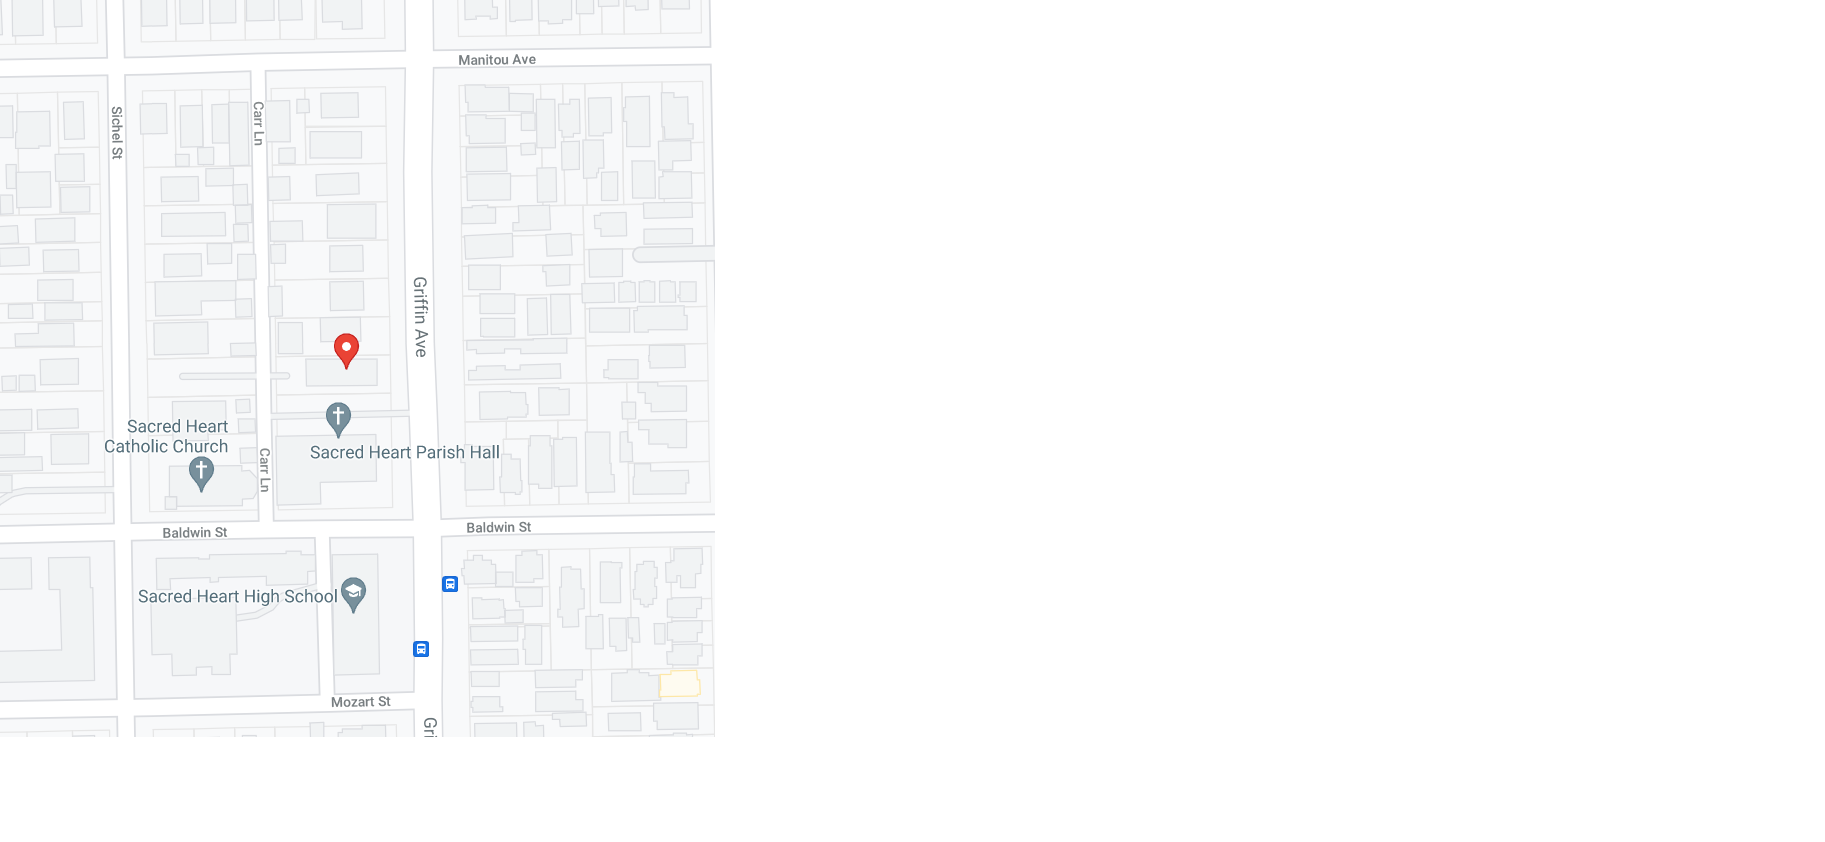 Manitou Ave
Sichel St
Carr Ln
Griffin Ave
Sacred Heart
Catholic Church
Sacred Heart Parish Hall
Carr Ln
Baldwin St
Baldwin St
Sacred Heart High School
Mozart St
Gri